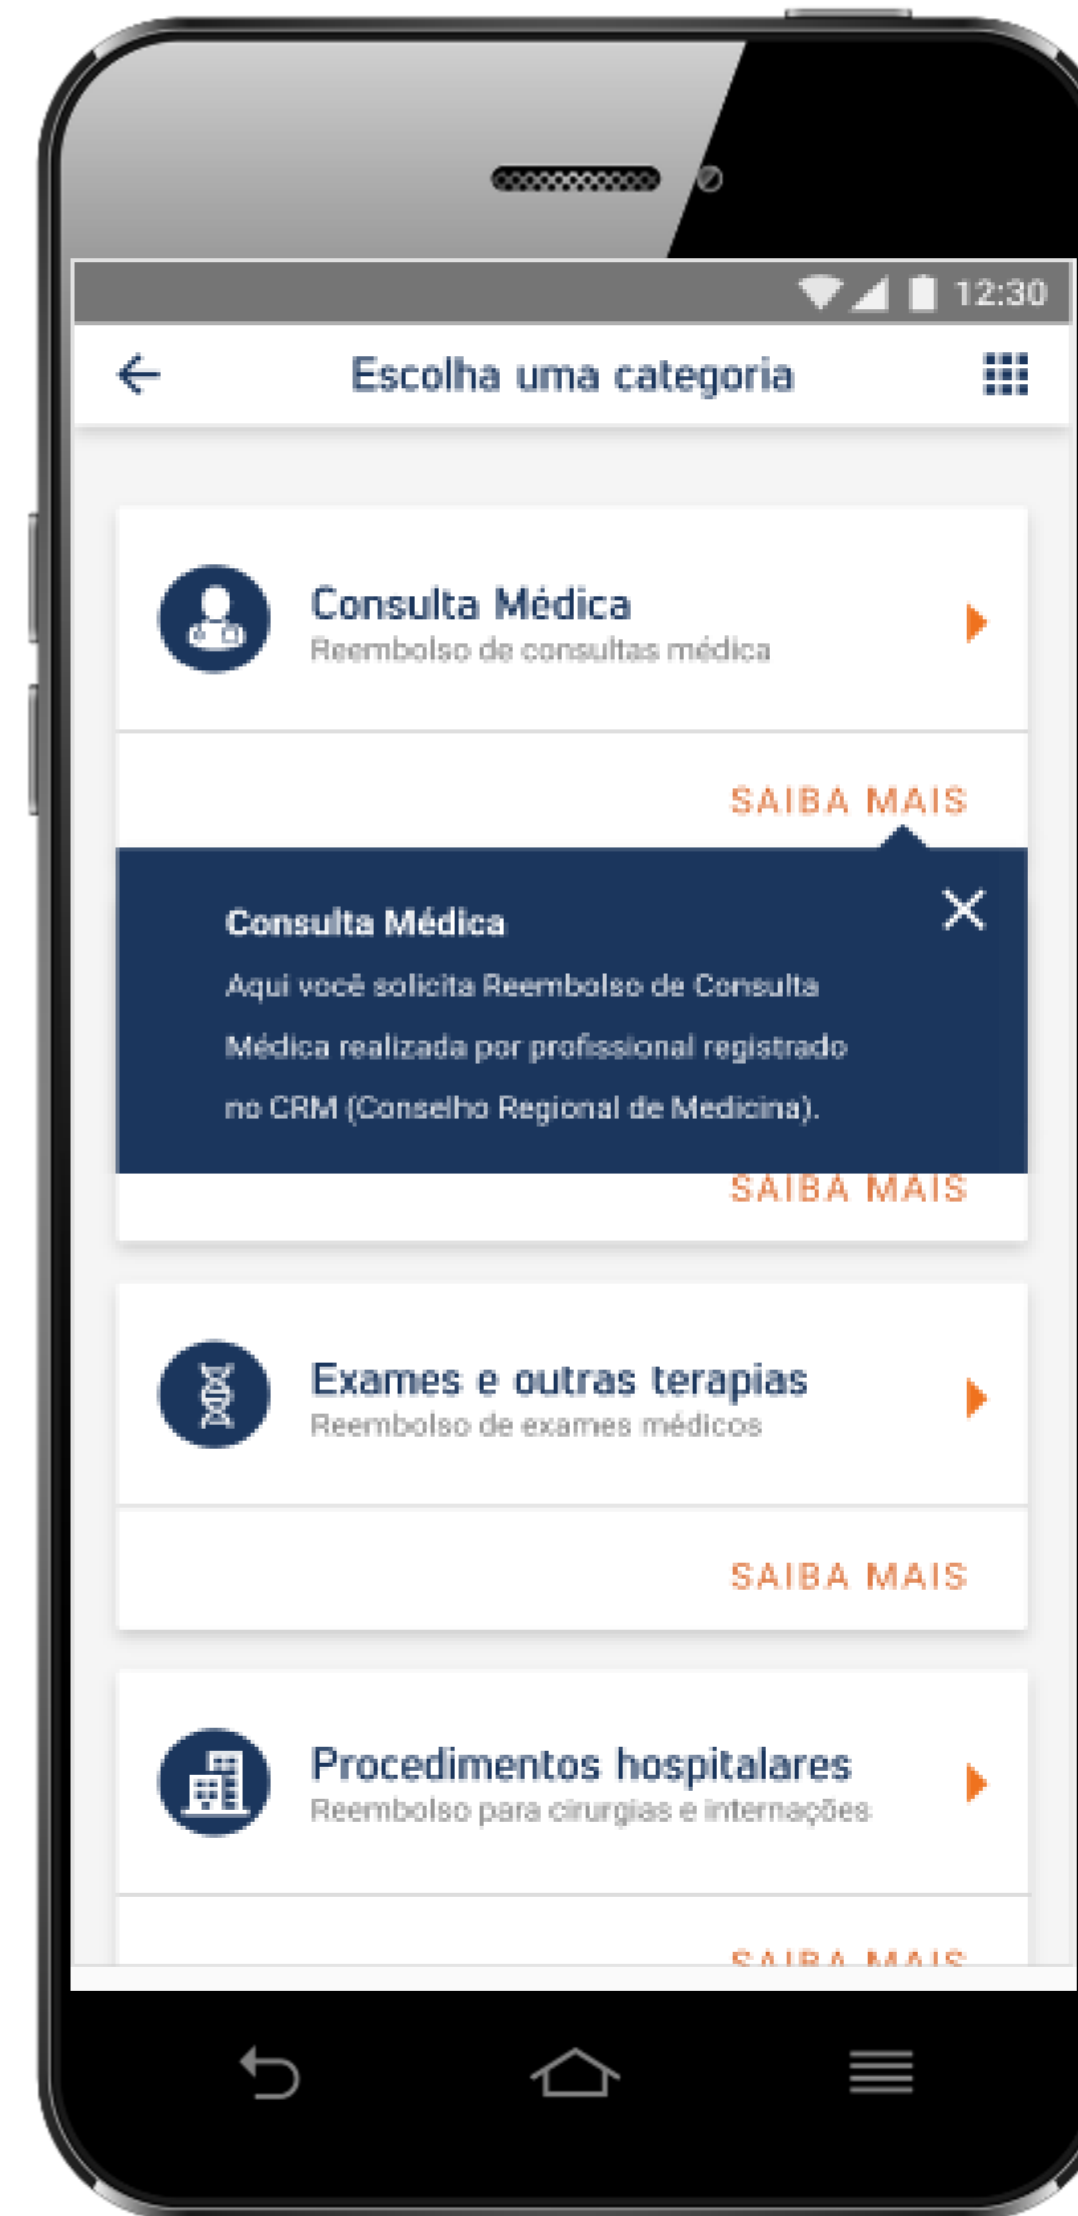 12:30
Escolha uma categoria
Consulta Médica
Reembolso de consultas médica
SAIBA MAIS
Consulta Médica
Aqui você solicita Reembolso de Consulta
Médica realizada por profissional registrado
no CRM (Conselho Regional de Medicina).
SAIBA MAIS
Exames e outras terapias
Reembolso de exames médicos
SAIBA MAIS
Procedimentos hospitalares
Reembolso para cirurgias e internações
SAIBA MAIS